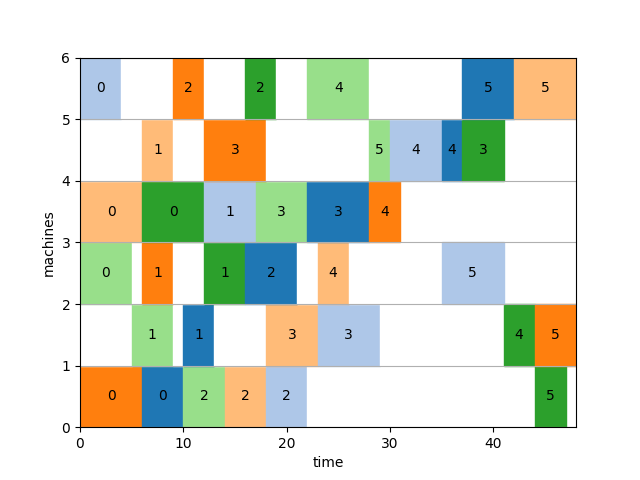 6
0 2 2 4 5 5
5
1 3 5 4 4 3
4
0 0 1 3 3 4
3
0 1 1 2 4 5
2
1 1 3 3 4 5
1
0 0 2 2 2 5
0
0 10 20 30 40
time
machines